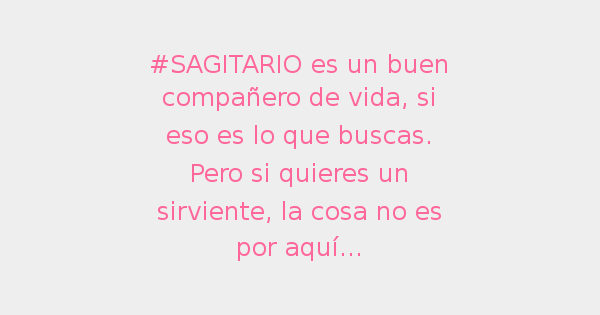 #SAGITARIO es un buen
compañero de vida, si
eso es lo que buscas.
Pero si quieres un
sirviente, la cosa no es
por aquí...